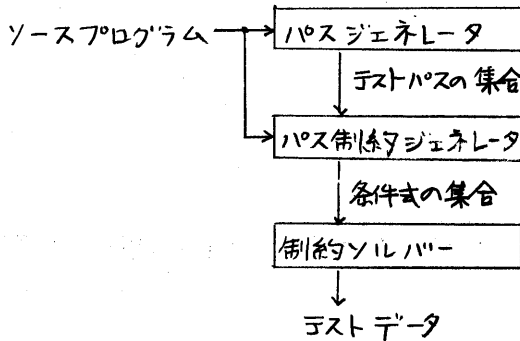 ソースプログラム
パスジェネレータ
テストパスの集合
パス制約ジェネレータ
条件式の集合
制約ソルバー
テストデータ